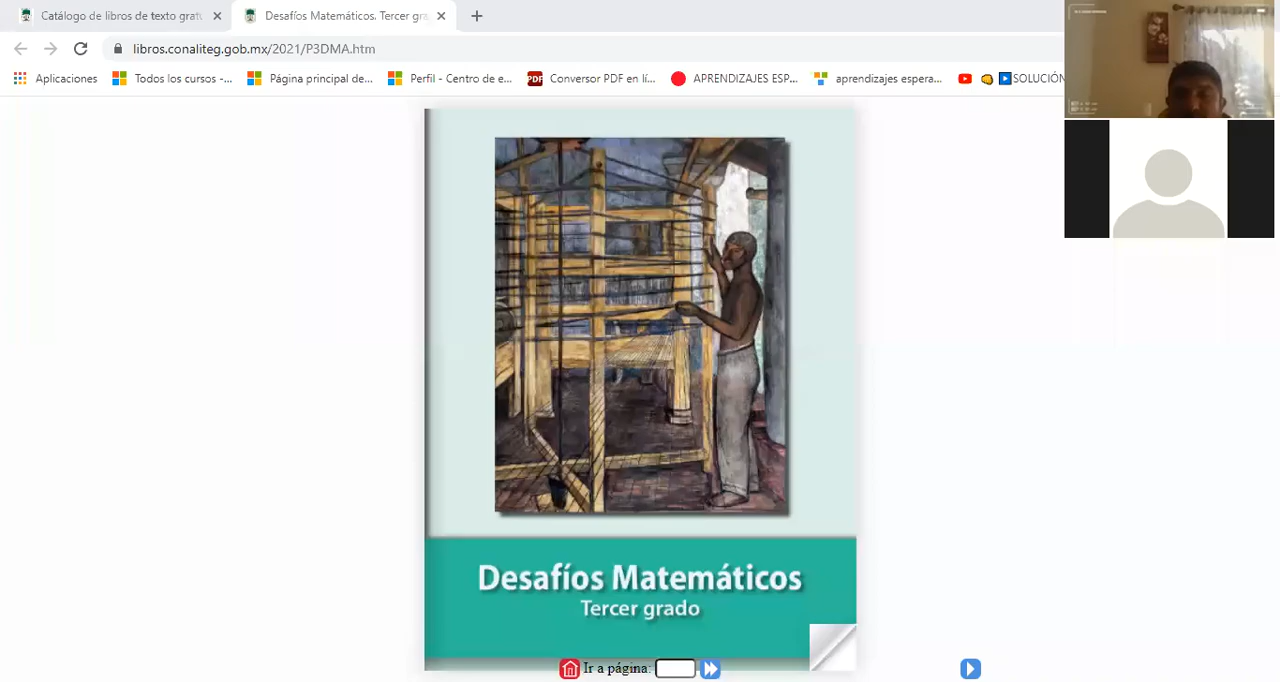 Catálogo de libros de texto gratu
Desafíos Matemáticos. Tercer gra
libros.conaliteg.gob.mx/2021/P3DMA.htm
Aplicaciones
Todos los cursos -...
Página principal de...
Perfil - Centro de e...
PDF
Conversor PDF en lí...
APRENDIZAJES ESP...
aprendizajes espera...
SOLUCIÓN
Desafíos Matemáticos
Tercer grado
Ir a página: